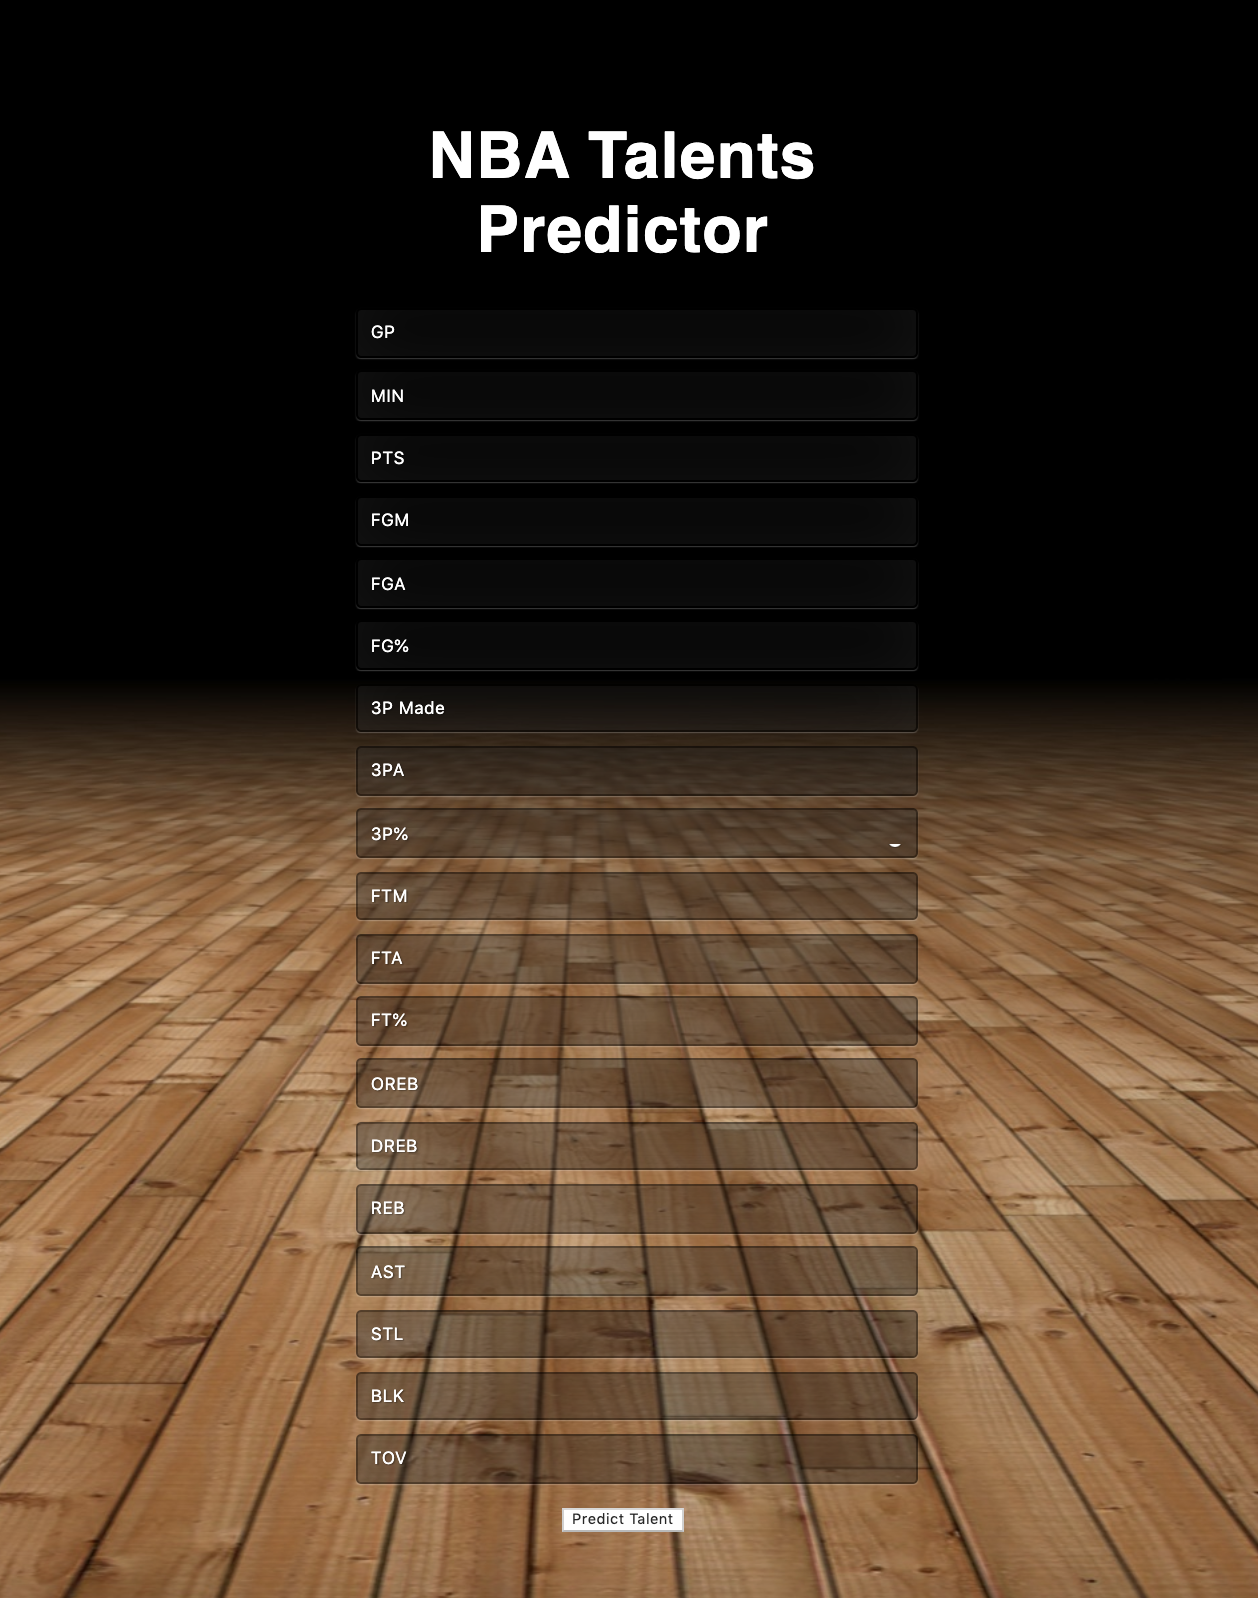 NBA Talents
Predictor
GP
MIN
PTS
FGM
FGA
FG%
3P Made
3PA
3P%
FTM
FTA
FT%
OREB
DREB
REB
AST
STL
BLK
TOV
Predict Talent